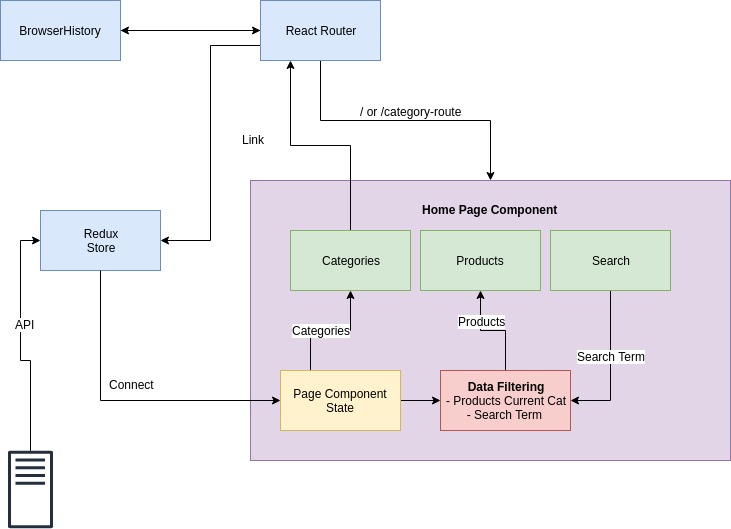 BrowserHistory
React Router
/ or /category-route
Link
Home Page Component
Redux
Store
Categories
Products
Search
API
Categories
Products
Search Term
Connect
Page Component
State
Data Filtering
- Products Current Cat
- Search Term